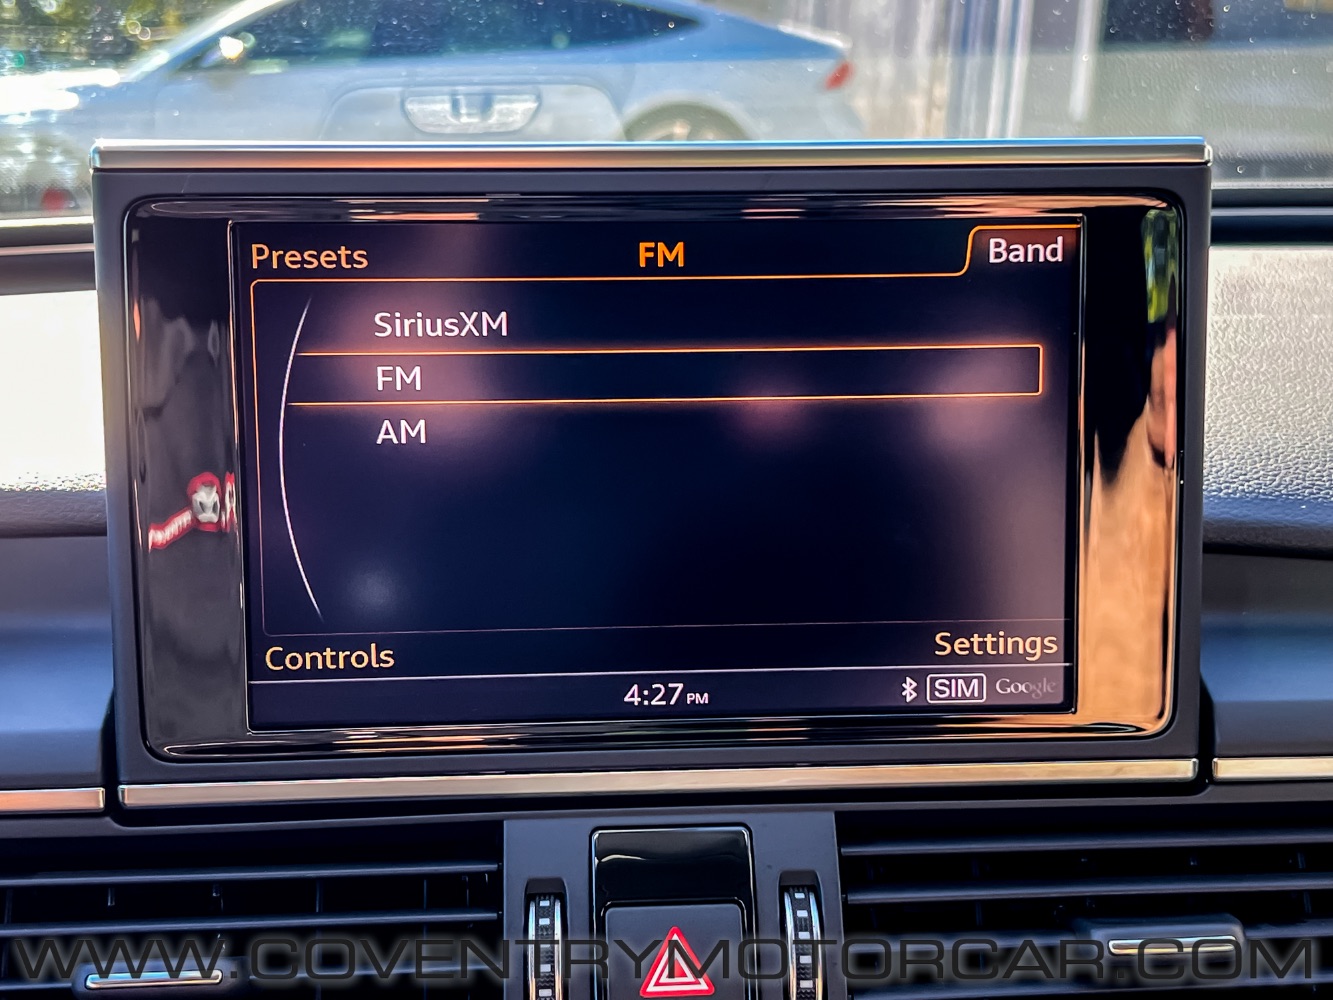 Presets
FM
Band
SiriusXM
FM
AM
Controls
Settings
4:27 PM
SIM
Google
WWW.COVENTRYMOTORCAR.COM